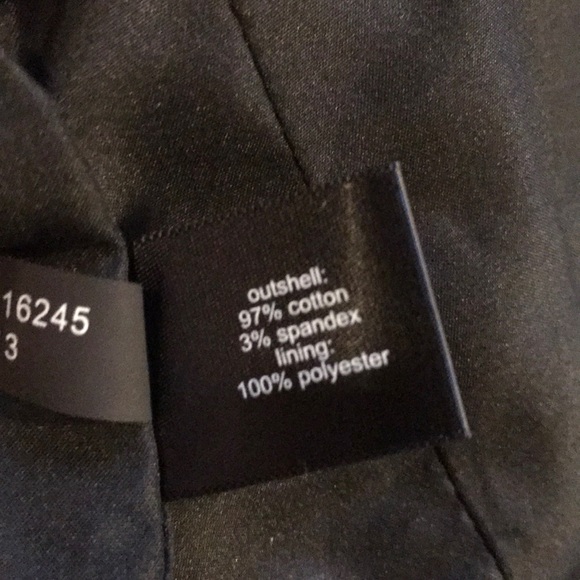 16245
3
outshell:
97% cotton
3% spandex
lining:
100% polyester